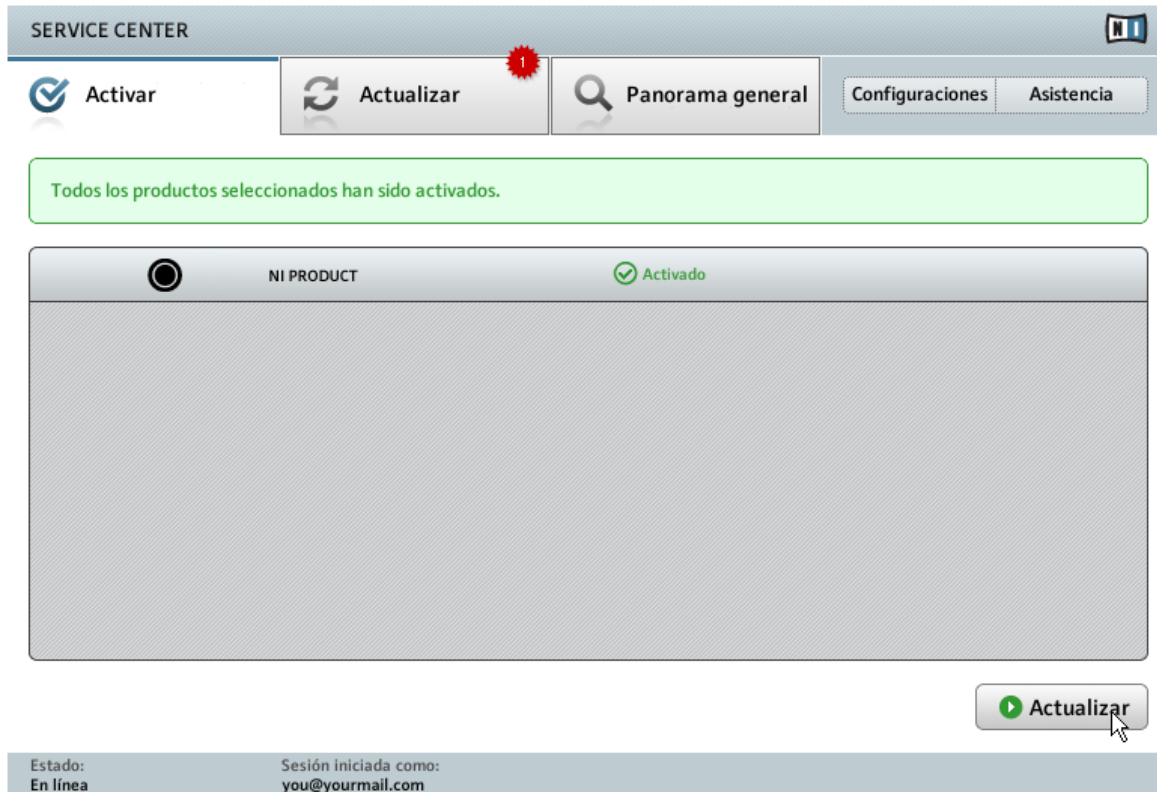 SERVICE CENTER
NI
Activar
Actualizar
1
Panorama general
Configuraciones
Asistencia
Todos los productos seleccionados han sido activados.
NI PRODUCT
Activado
Actualizar
Estado:
En línea
Sesión iniciada como:
you@yourmail.com